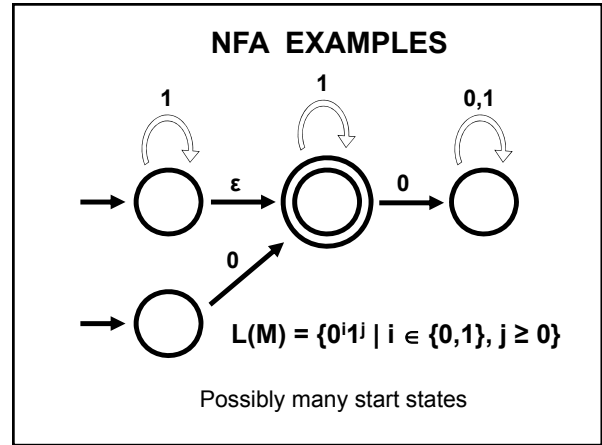 NFA EXAMPLES
1 1 0,1
ε 0
0
L(M) = {0ⁱ1ʲ | i ∈ {0,1}, j ≥ 0}
Possibly many start states